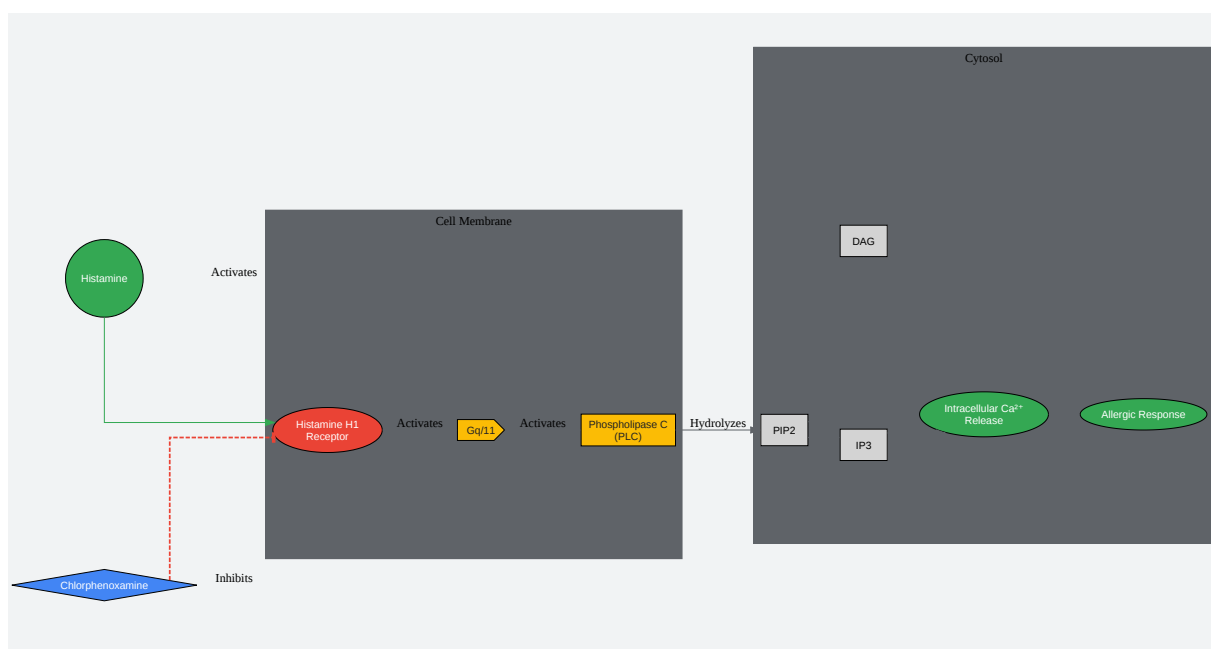 Cytosol
Cell Membrane
DAG
Histamine
Activates
Histamine H1
Receptor
Activates
Gq/11
Activates
Phospholipase C
(PLC)
Hydrolyzes
PIP2
IP3
Intracellular Ca²⁺
Release
Allergic Response
Chlorphenoxamine
Inhibits